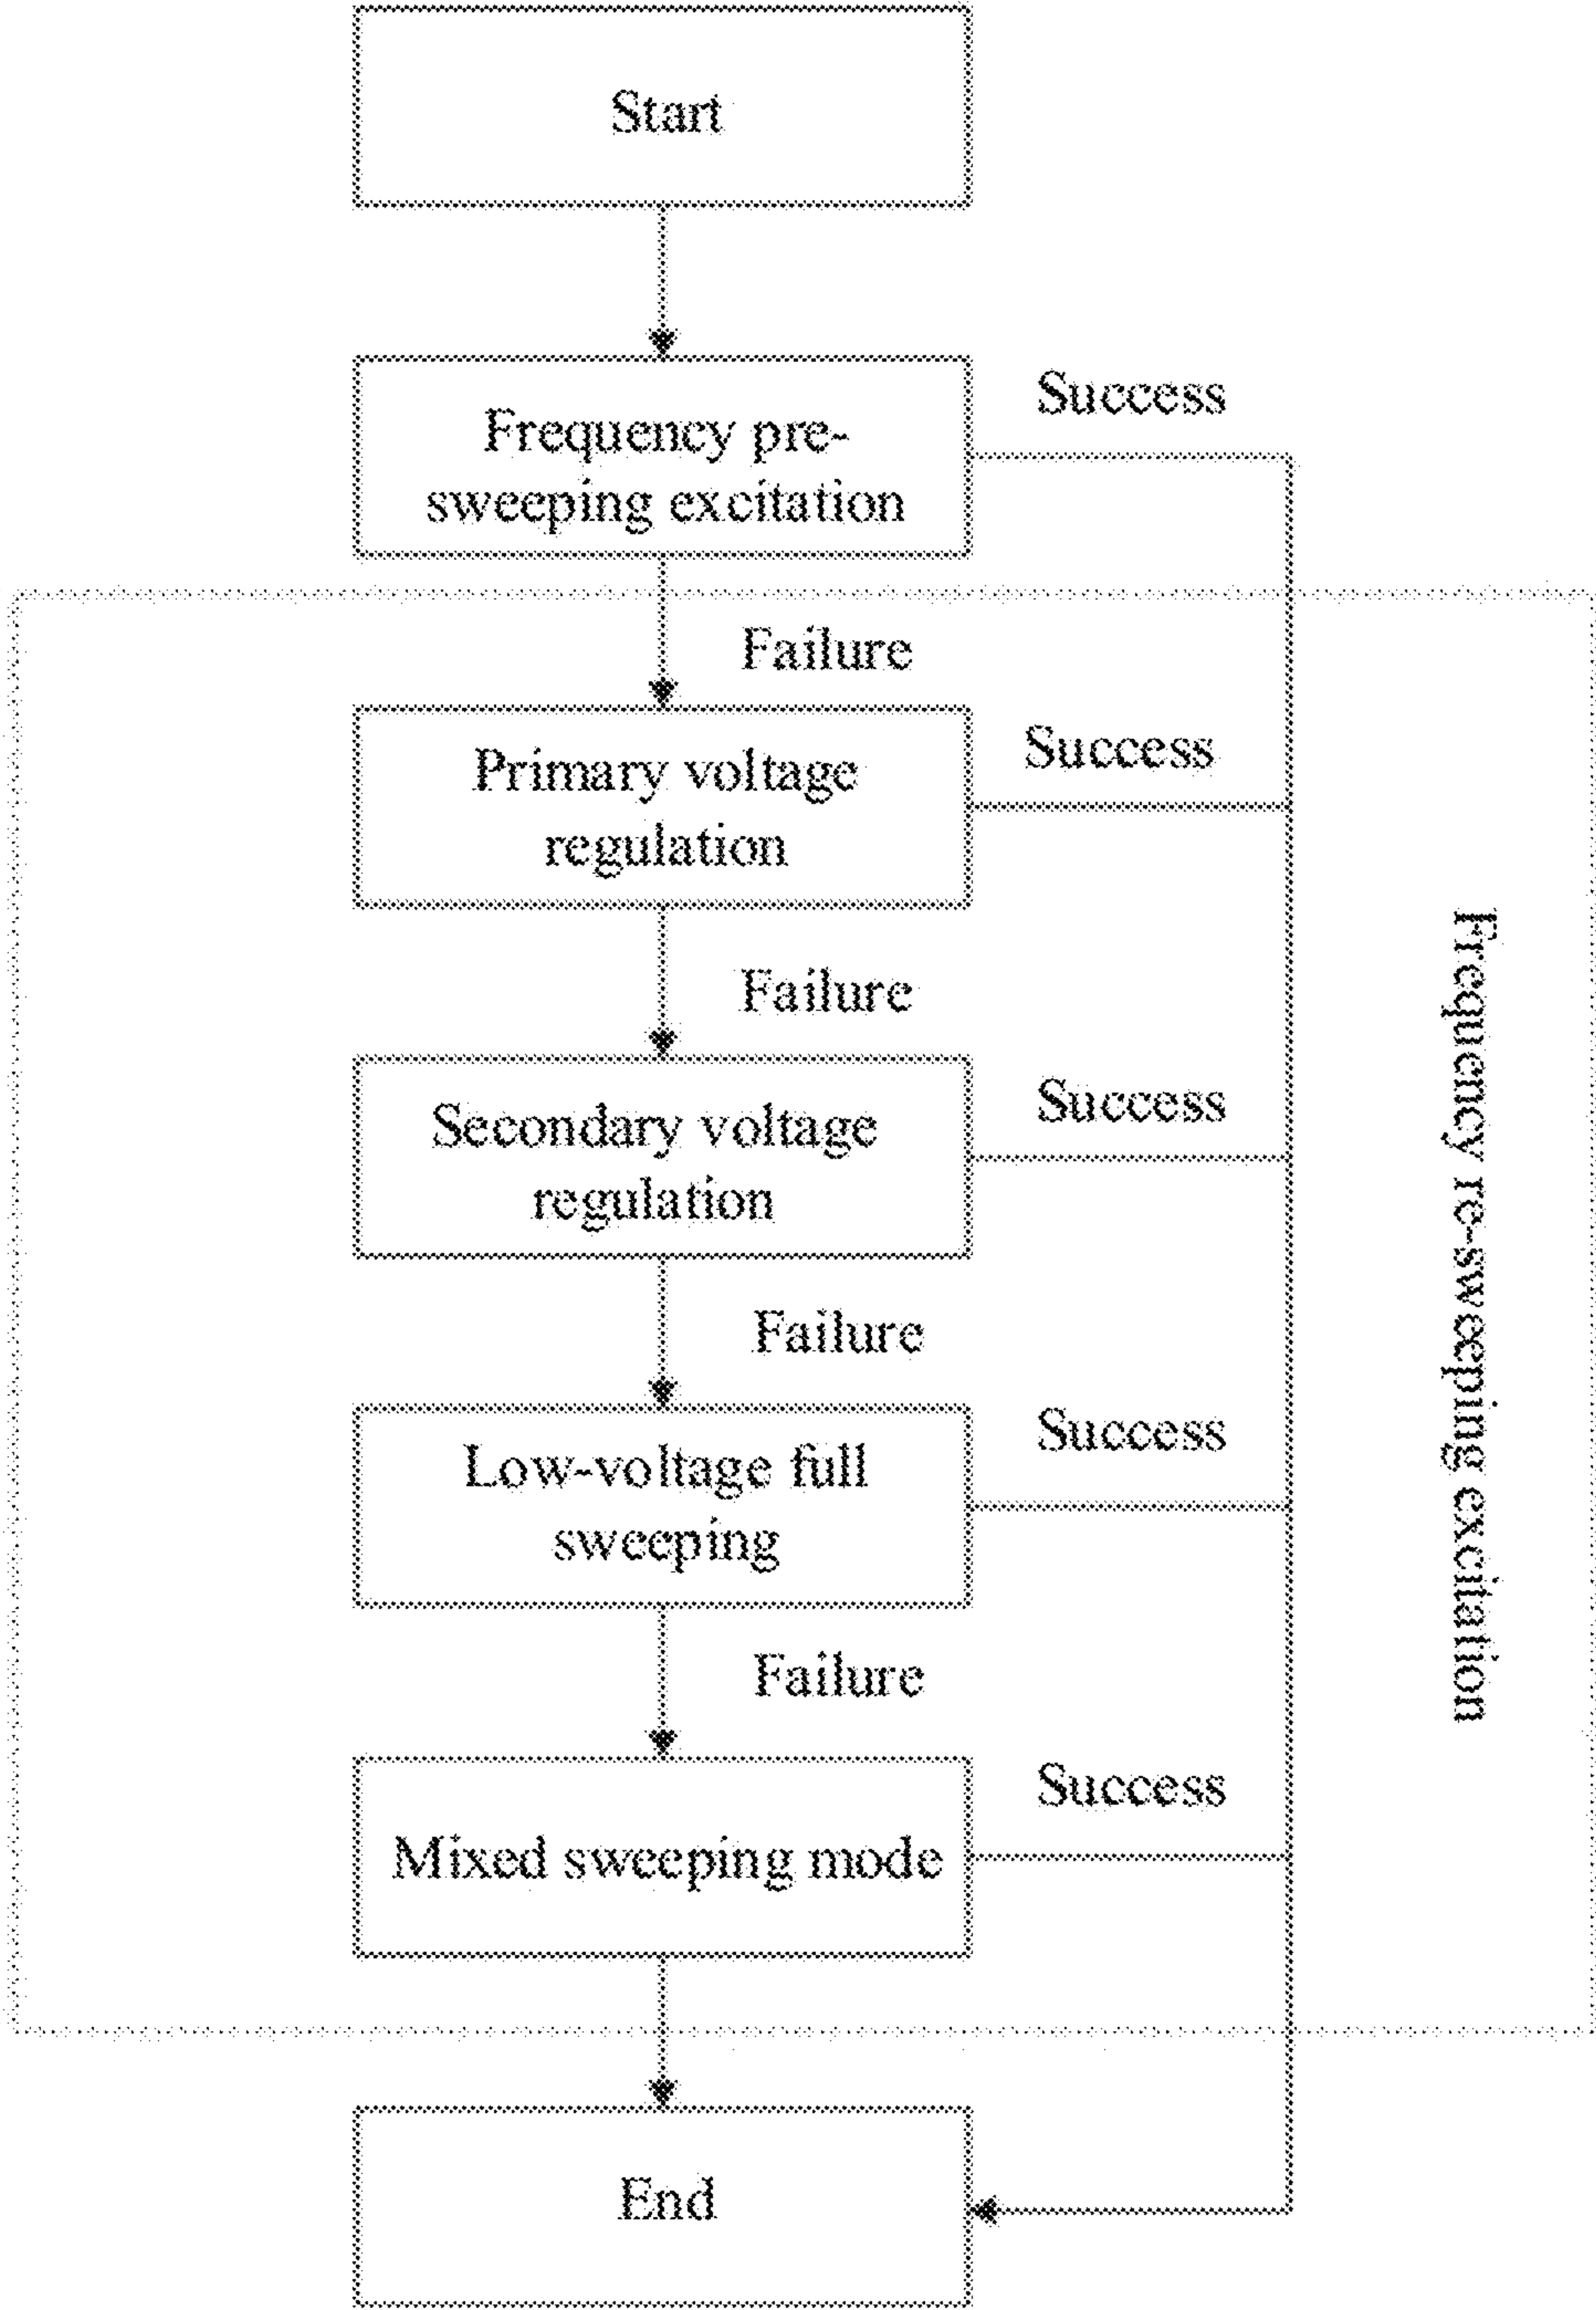 Start
Frequency pre-
sweeping excitation
Success
Failure
Primary voltage
regulation
Success
Failure
Secondary voltage
regulation
Success
Failure
Low-voltage full
sweeping
Success
Failure
Mixed sweeping mode
Success
End
Frequency re-sweeping excitation